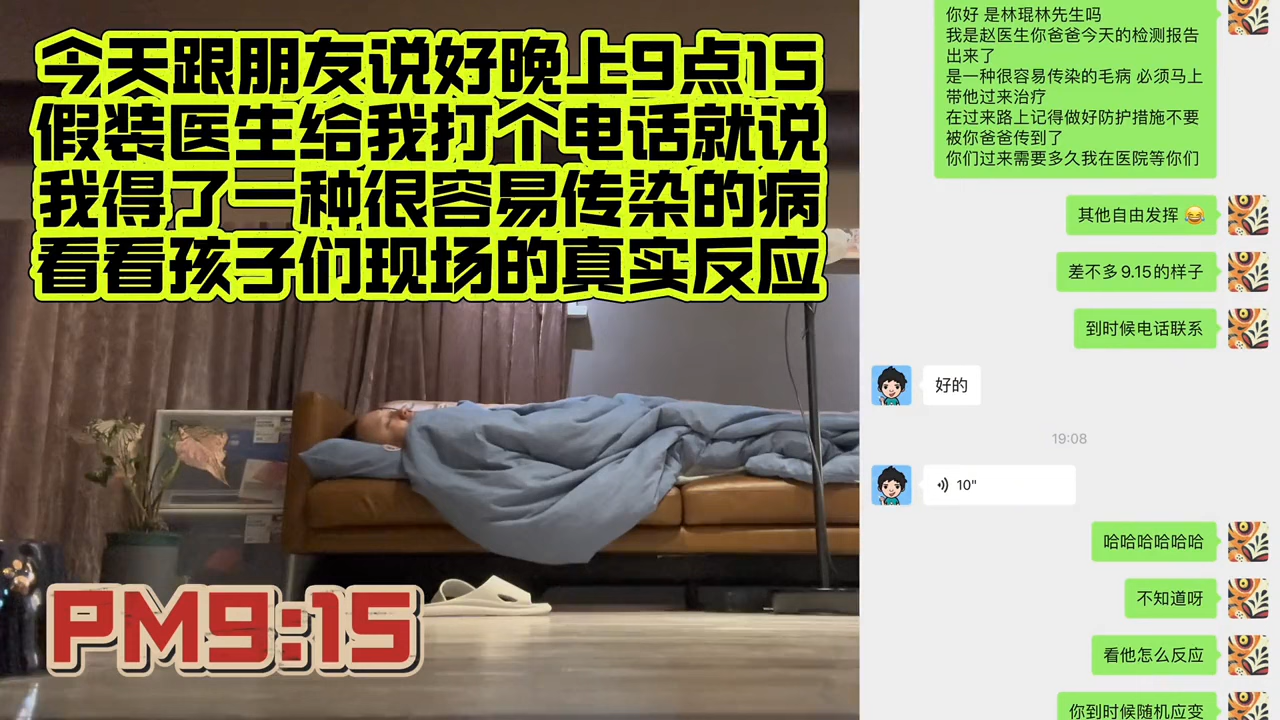 今天跟朋友说好晚上9点15
假装医生给我打个电话就说
我得了一种很容易传染的病
看看孩子们现场的真实反应
PM9:15
你好 是林琨林先生吗
我是赵医生你爸爸今天的检测报告
出来了
是一种很容易传染的毛病 必须马上
带他过来治疗
在过来路上记得做好防护措施不要
被你爸爸传到了
你们过来需要多久我在医院等你们
其他自由发挥 😂
差不多9.15的样子
到时候电话联系
好的
19:08
10"
哈哈哈哈哈哈
不知道呀
看他怎么反应
你到时候随机应变